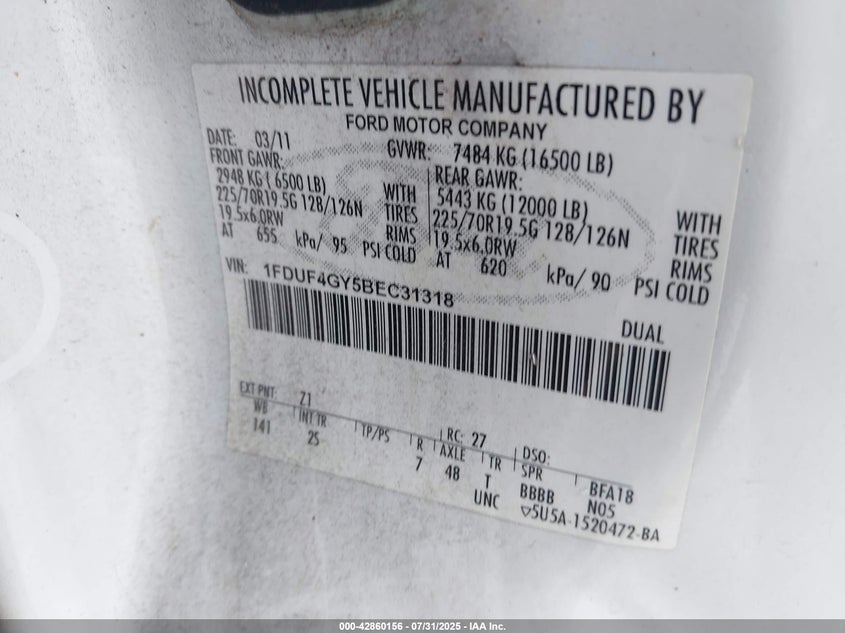 INCOMPLETE VEHICLE MANUFACTURED BY
FORD MOTOR COMPANY
DATE: 03/11 GVWR: 7484 KG (16500 LB)
FRONT GAWR: REAR GAWR:
2948 KG ( 6500 LB) WITH 5443 KG (12000 LB) WITH
225/70R19.5G 128/126N TIRES 225/70R19.5G 128/126N TIRES
19.5x6.0RW RIMS 19.5x6.0RW RIMS
AT 655 kPa/ 95 PSI COLD AT 620 kPa/ 90 PSI COLD
VIN: 1FDUF4GY5BEC31318
DUAL
EXT PNT: Z1 RC: 27 DSO:
WB INT TR TP/PS R AXLE TR SPR BFA18
141 25 7 48 T BBBB N05
UNC ▽5U5A-1520472-BA
000-42860156 - 07/31/2025 - IAA Inc.